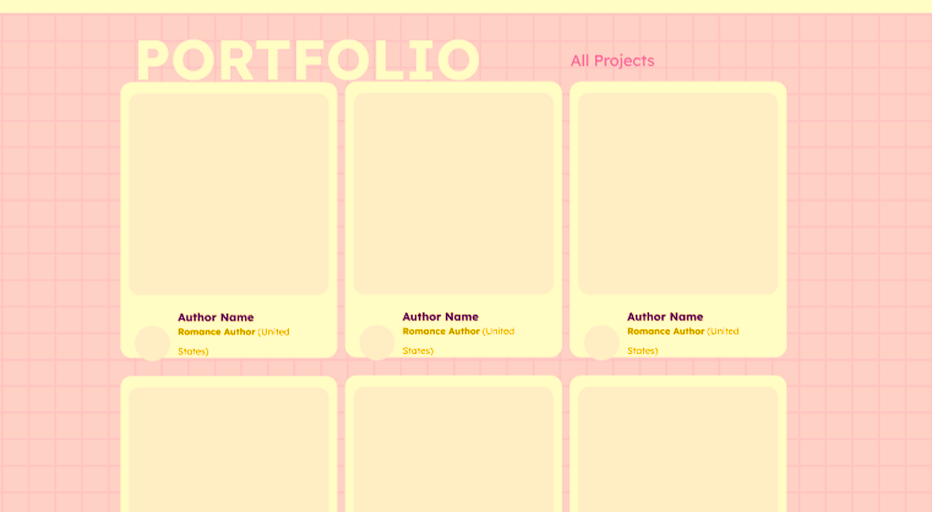 PORTFOLIO
All Projects
Author Name
Romance Author (United
States)
Author Name
Romance Author (United
States)
Author Name
Romance Author (United
States)